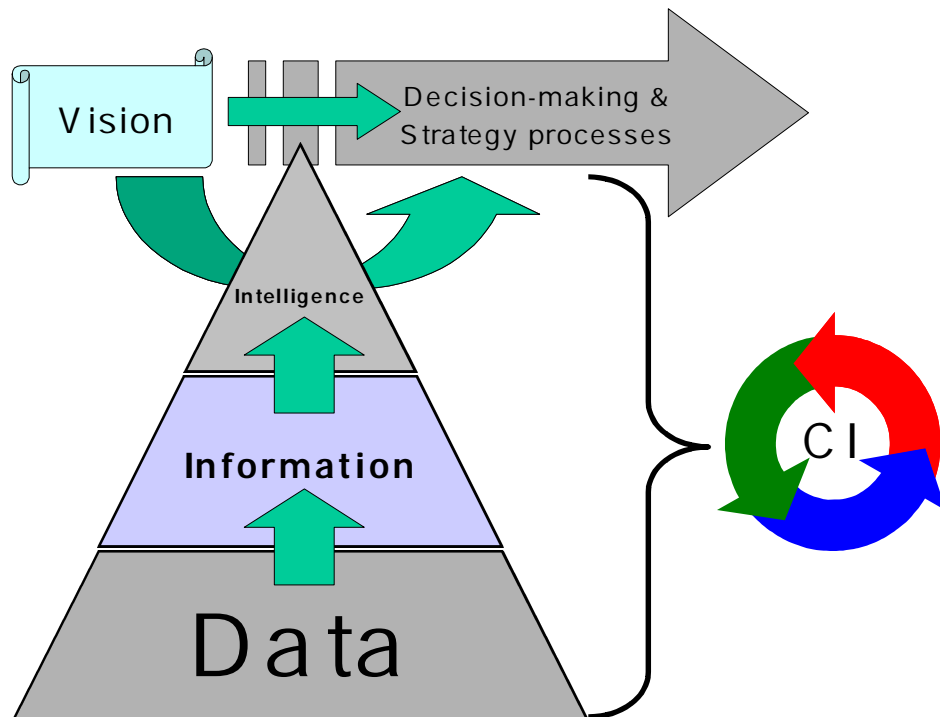 Vision
Decision-making &
Strategy processes
Intelligence
Information
CI
Data